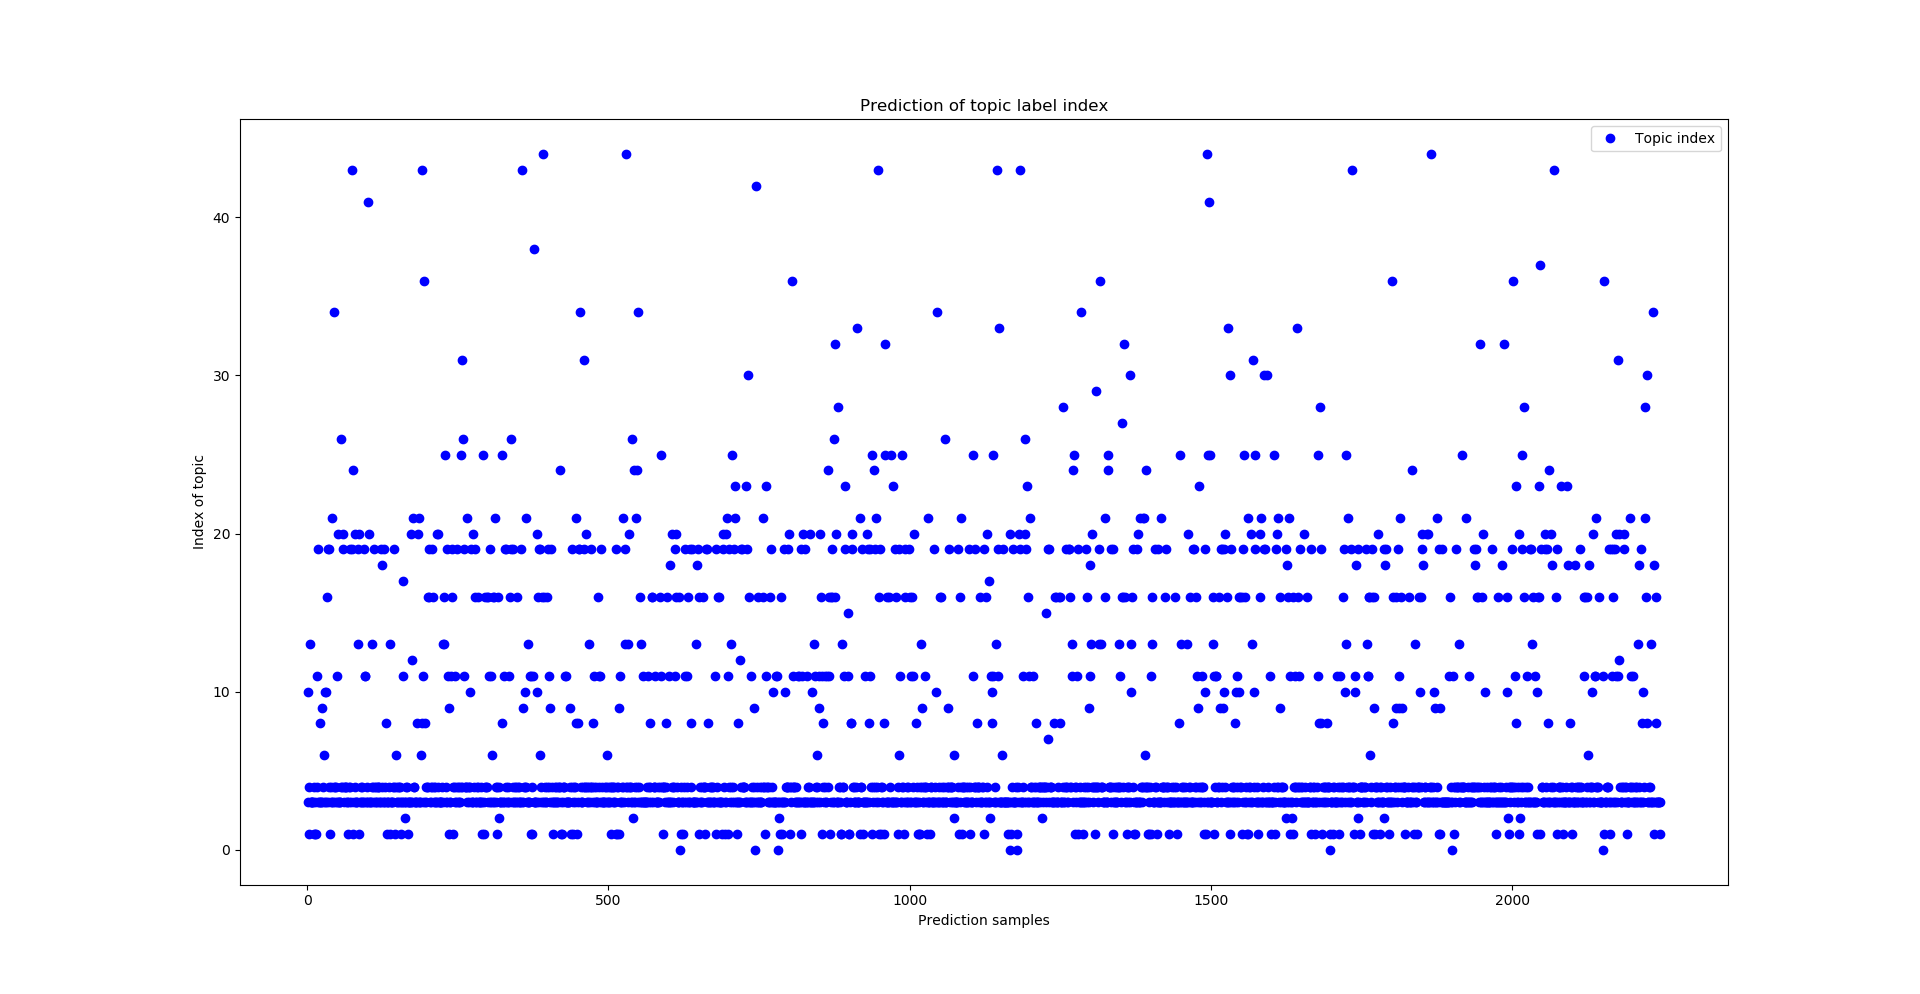 Prediction of topic label index
Topic index
40
30
20
10
0
Index of topic
0 500 1000 1500 2000
Prediction samples